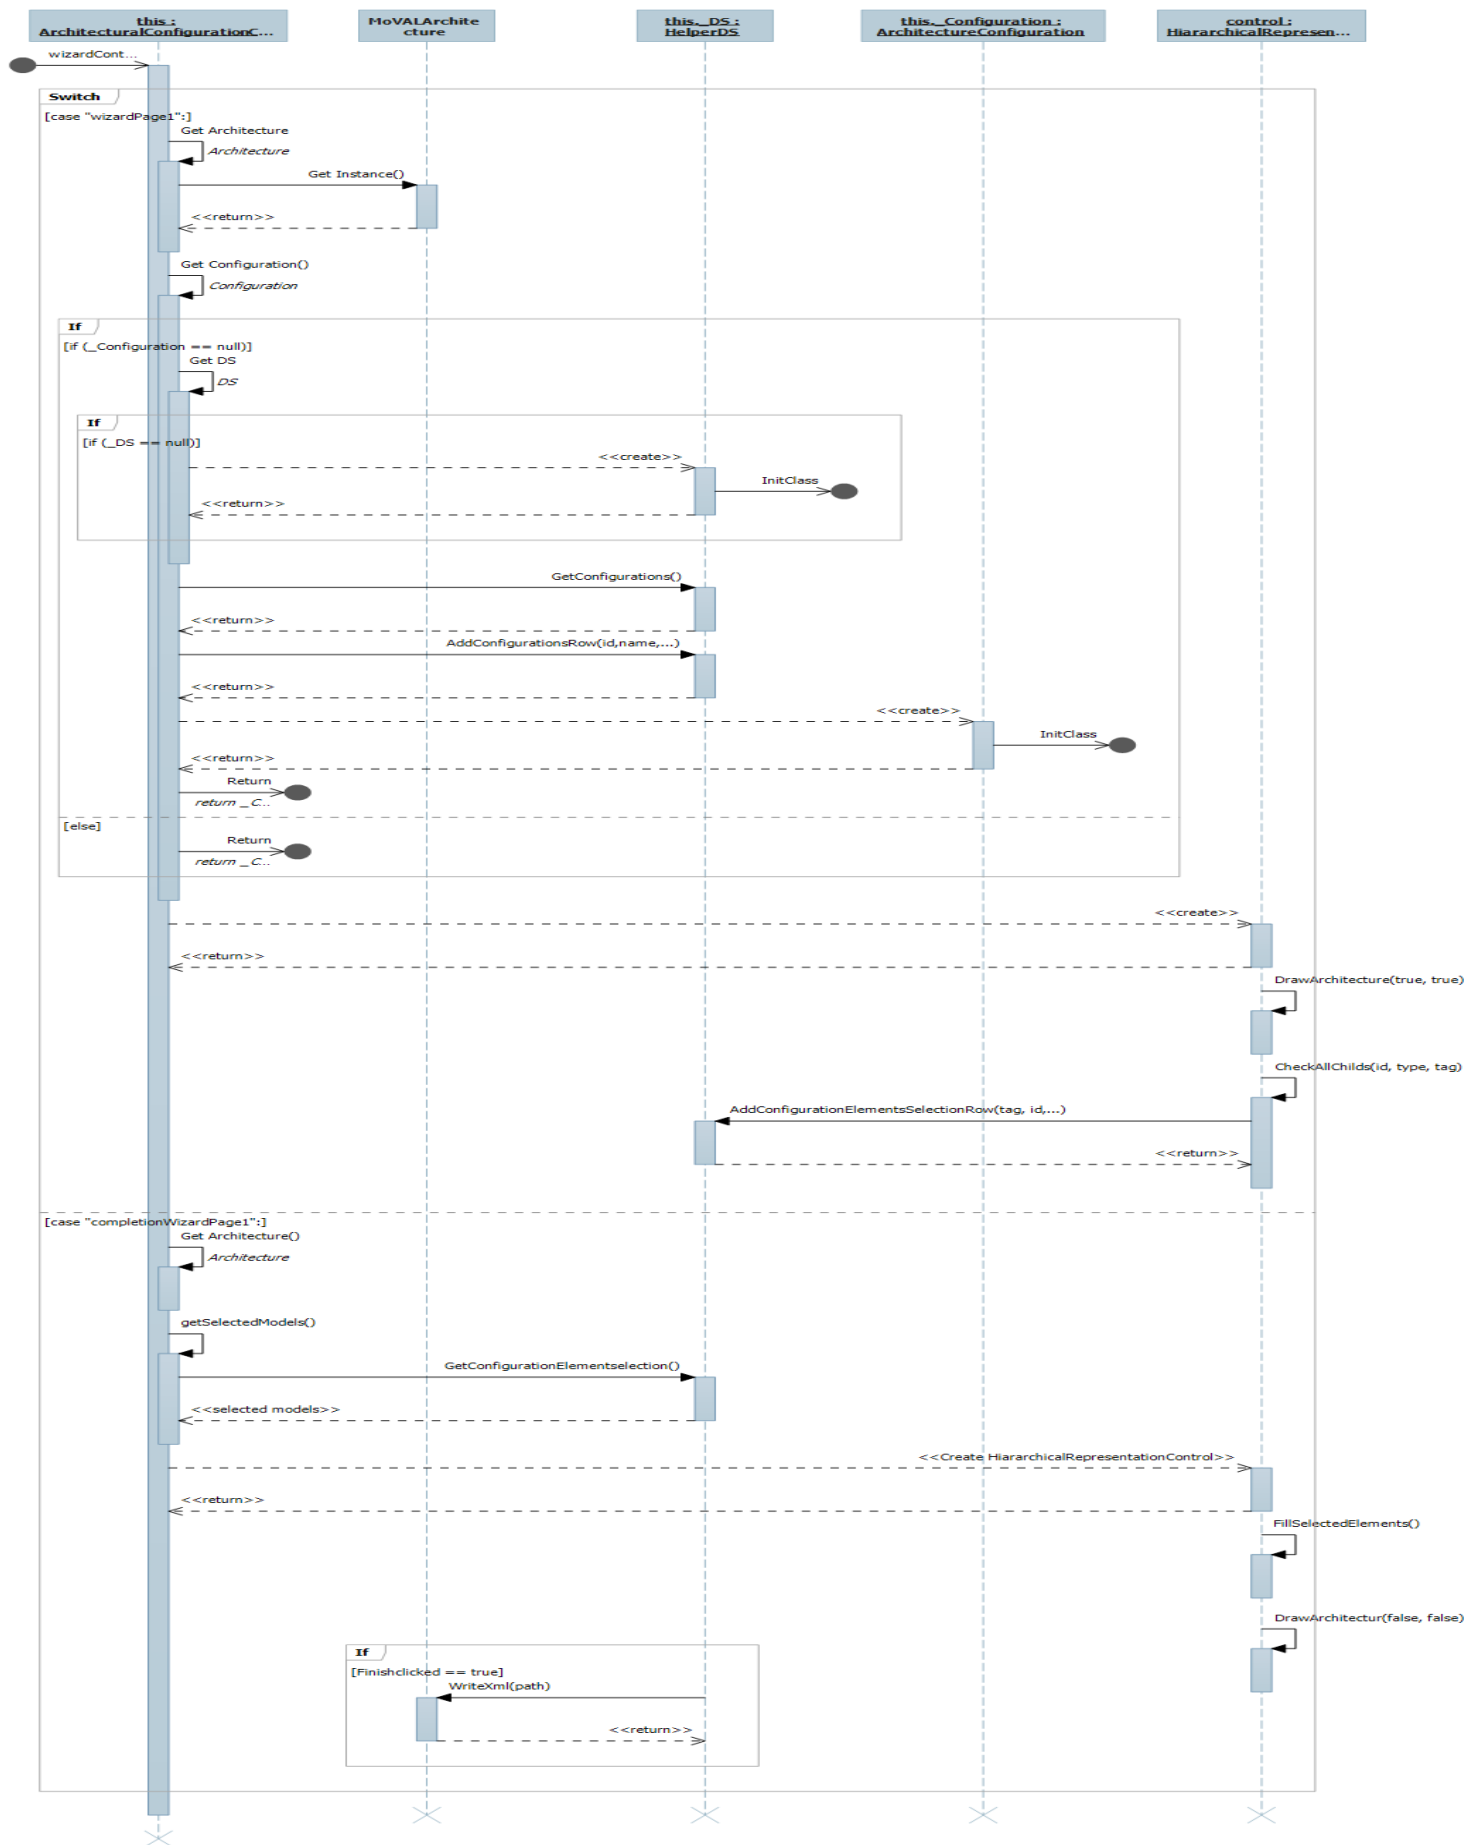 this :
ArchitecturalConfigurationC...
MoVALArchite
cture
this._DS :
HelperDS
this._Configuration :
ArchitectureConfiguration
control :
HiararchicalRepresen...
wizardCont...
Switch
[case "wizardPage1":]
Get Architecture
Architecture
Get Instance()
<<return>>
Get Configuration()
Configuration
If
[if (_Configuration == null)]
Get DS
DS
If
[if (_DS == null)]
<<create>>
InitClass
<<return>>
GetConfigurations()
<<return>>
AddConfigurationsRow(id,name,...)
<<return>>
<<create>>
InitClass
<<return>>
Return
return _C...
[else]
Return
return _C...
<<create>>
<<return>>
DrawArchitecture(true, true)
CheckAllChilds(id, type, tag)
AddConfigurationElementsSelectionRow(tag, id,...)
<<return>>
[case "completionWizardPage1":]
Get Architecture()
Architecture
getSelectedModels()
GetConfigurationElementselection()
<<selected models>>
<<Create HiararchicalRepresentationControl>>
<<return>>
FillSelectedElements()
DrawArchitectur(false, false)
If
[Finishclicked == true]
WriteXml(path)
<<return>>